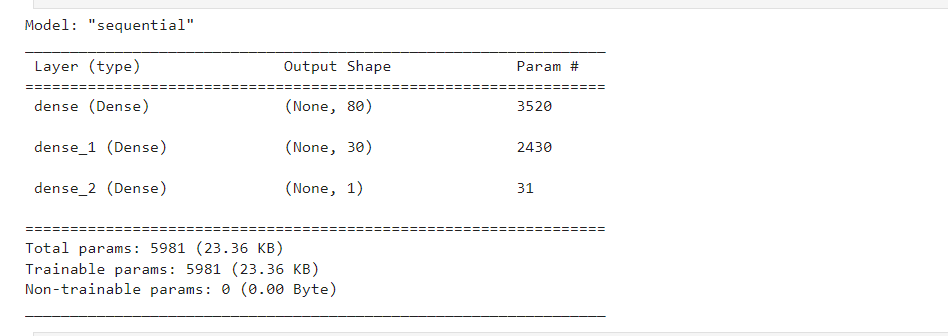 Model: "sequential"
_________________________________________________________________
Layer (type) Output Shape Param #
=================================================================
dense (Dense) (None, 80) 3520
dense_1 (Dense) (None, 30) 2430
dense_2 (Dense) (None, 1) 31
=================================================================
Total params: 5981 (23.36 KB)
Trainable params: 5981 (23.36 KB)
Non-trainable params: 0 (0.00 Byte)
_________________________________________________________________